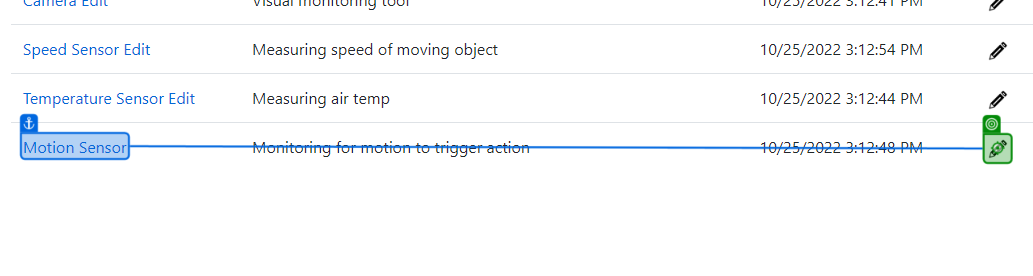 Camera Edit Visual monitoring tool 10/25/2022 3:12:41 PM
Speed Sensor Edit Measuring speed of moving object 10/25/2022 3:12:54 PM
Temperature Sensor Edit Measuring air temp 10/25/2022 3:12:44 PM
Motion Sensor Monitoring for motion to trigger action 10/25/2022 3:12:48 PM